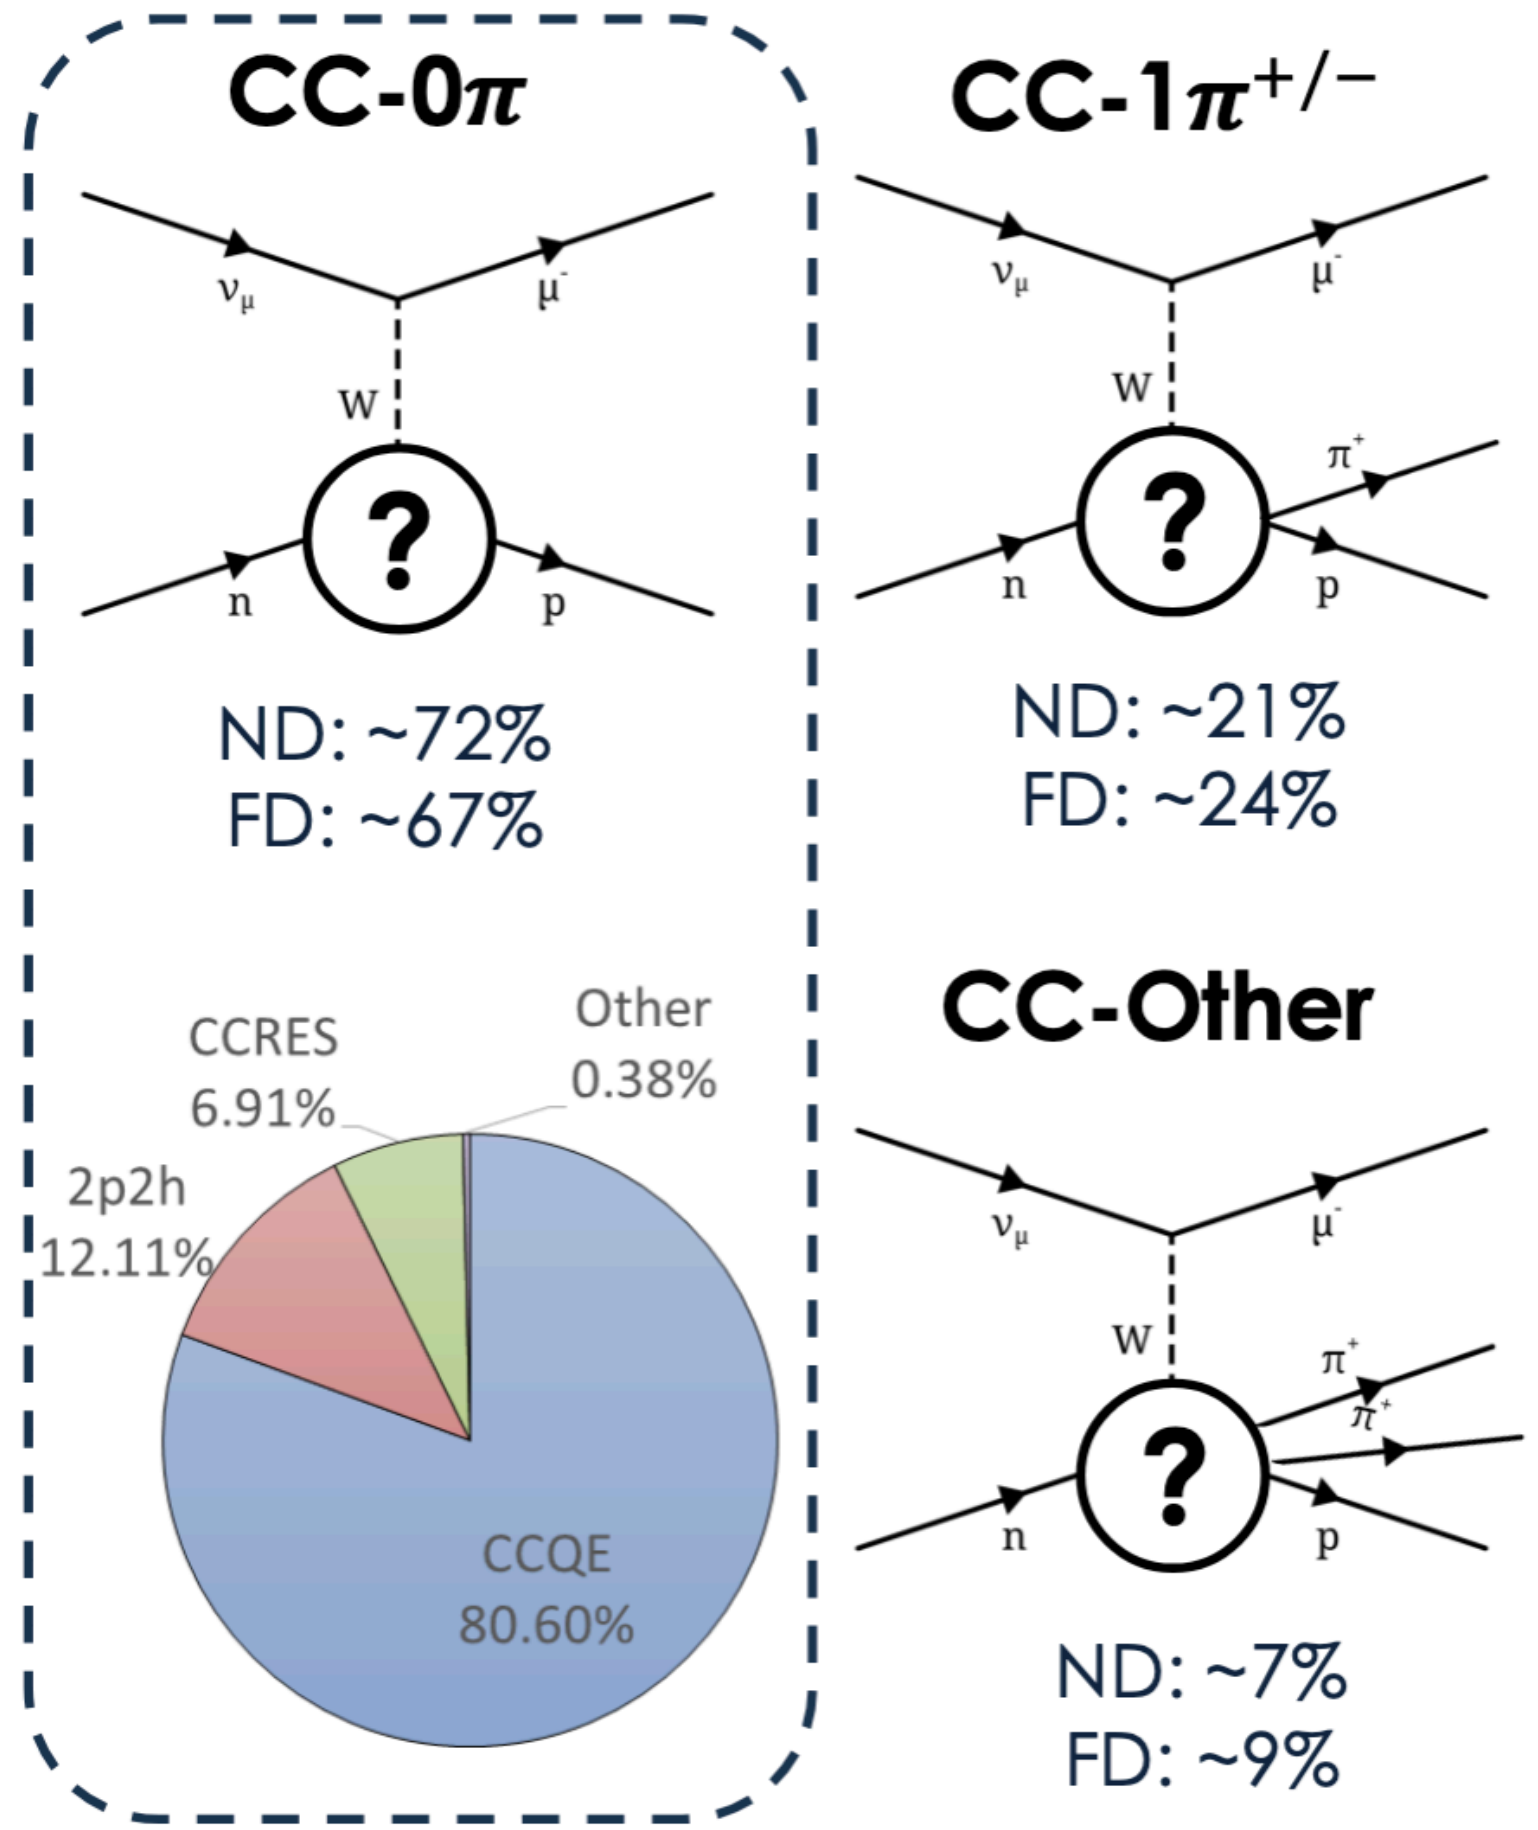 CC-0π
ν_μ
μ⁻
W
?
n
p
ND: ~72%
FD: ~67%
CCRES
6.91%
Other
0.38%
2p2h
12.11%
CCQE
80.60%
CC-1π⁺/⁻
ν_μ
μ⁻
W
π⁺
?
n
p
ND: ~21%
FD: ~24%
CC-Other
ν_μ
μ⁻
W
π⁺
π⁺
?
n
p
ND: ~7%
FD: ~9%